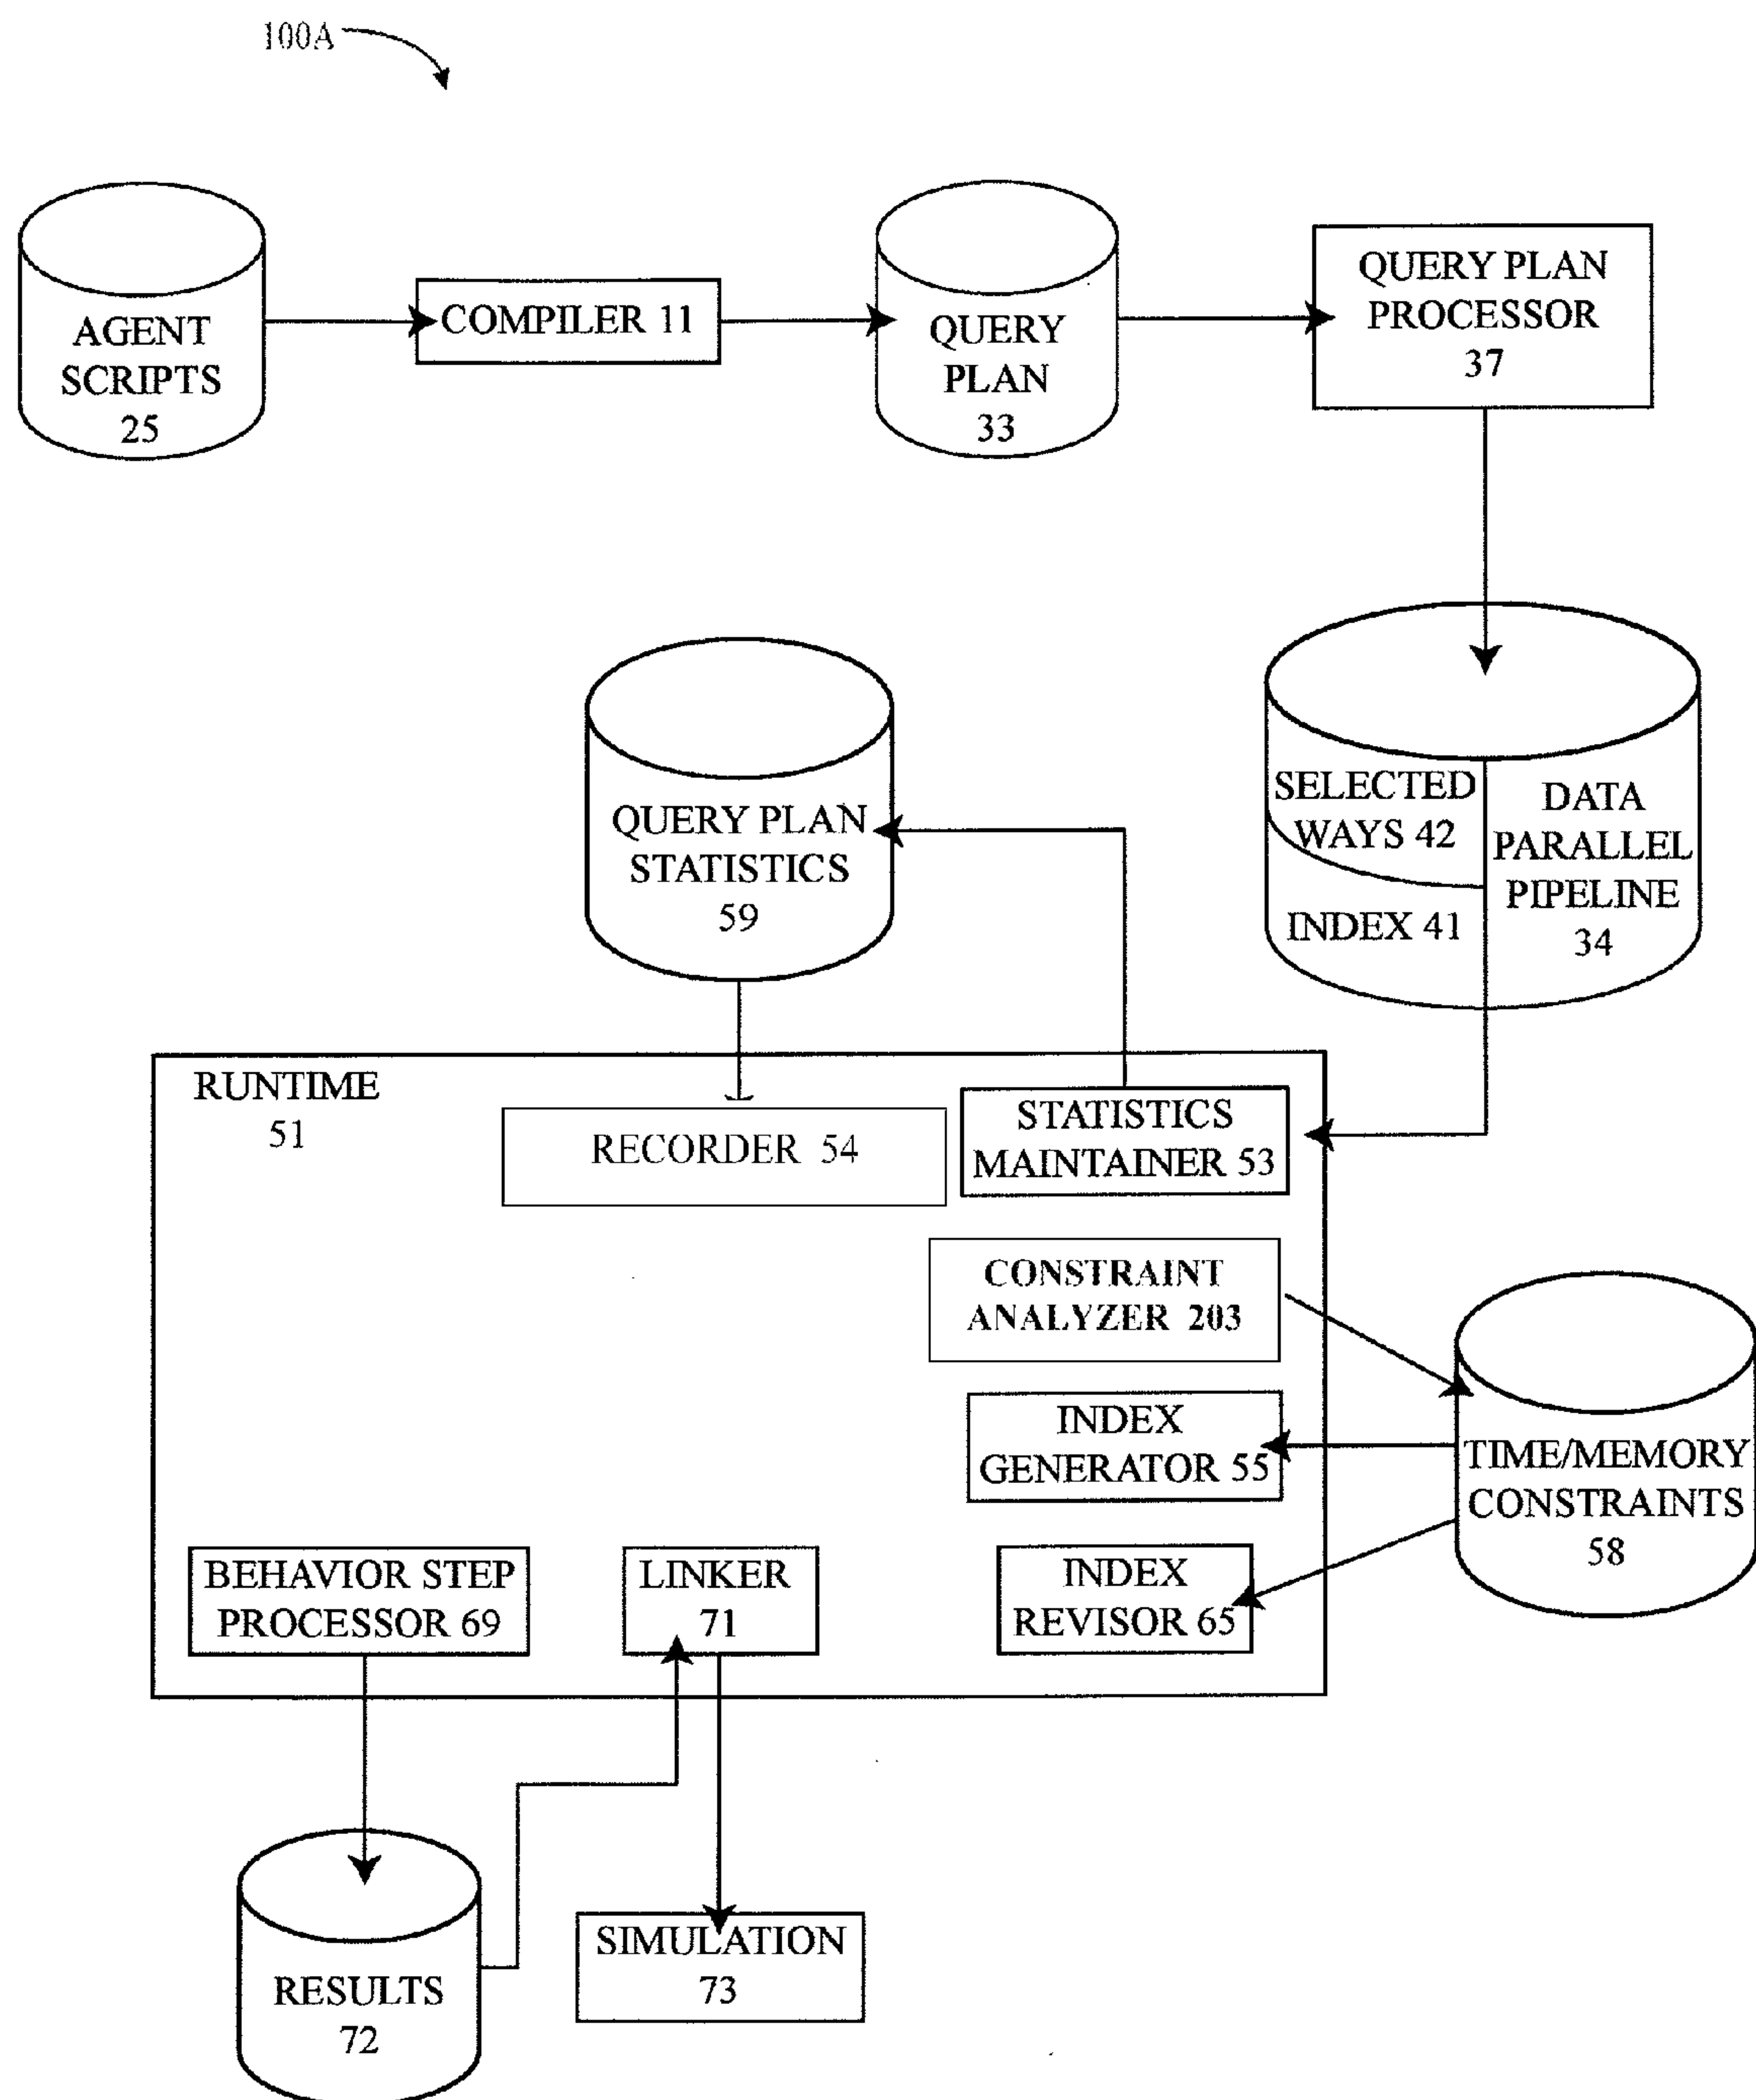 100A
AGENT
SCRIPTS
25
COMPILER 11
QUERY
PLAN
33
QUERY PLAN
PROCESSOR
37
SELECTED
WAYS 42
INDEX 41
DATA
PARALLEL
PIPELINE
34
QUERY PLAN
STATISTICS
59
RUNTIME
51
RECORDER 54
STATISTICS
MAINTAINER 53
CONSTRAINT
ANALYZER 203
INDEX
GENERATOR 55
TIME/MEMORY
CONSTRAINTS
58
BEHAVIOR STEP
PROCESSOR 69
LINKER
71
INDEX
REVISOR 65
RESULTS
72
SIMULATION
73